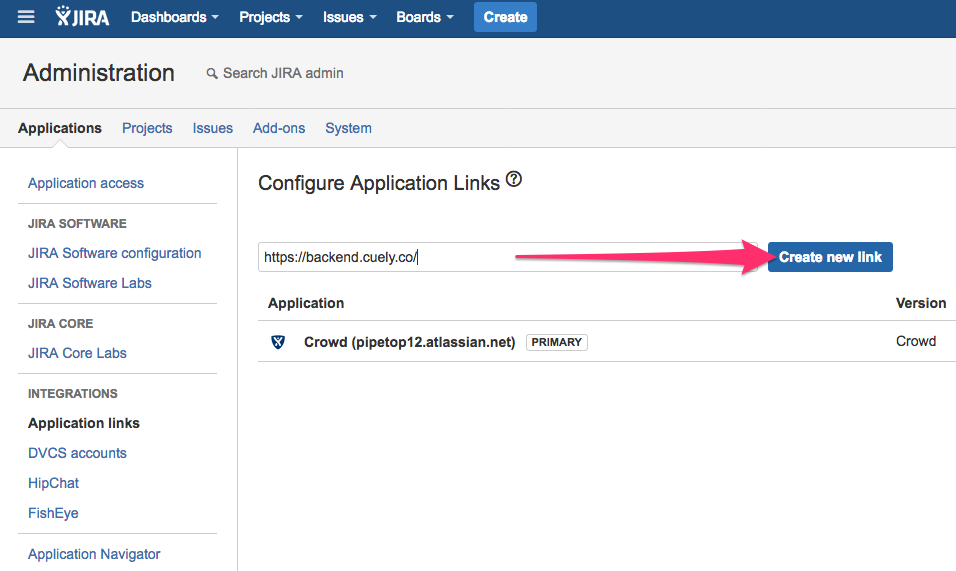 JIRA Dashboards Projects Issues Boards Create
Administration Search JIRA admin
Applications Projects Issues Add-ons System
Application access
JIRA SOFTWARE
JIRA Software configuration
JIRA Software Labs
JIRA CORE
JIRA Core Labs
INTEGRATIONS
Application links
DVCS accounts
HipChat
FishEye
Application Navigator
Configure Application Links ?
https://backend.cuely.co/ Create new link
Application Version
Crowd (pipetop12.atlassian.net) PRIMARY Crowd